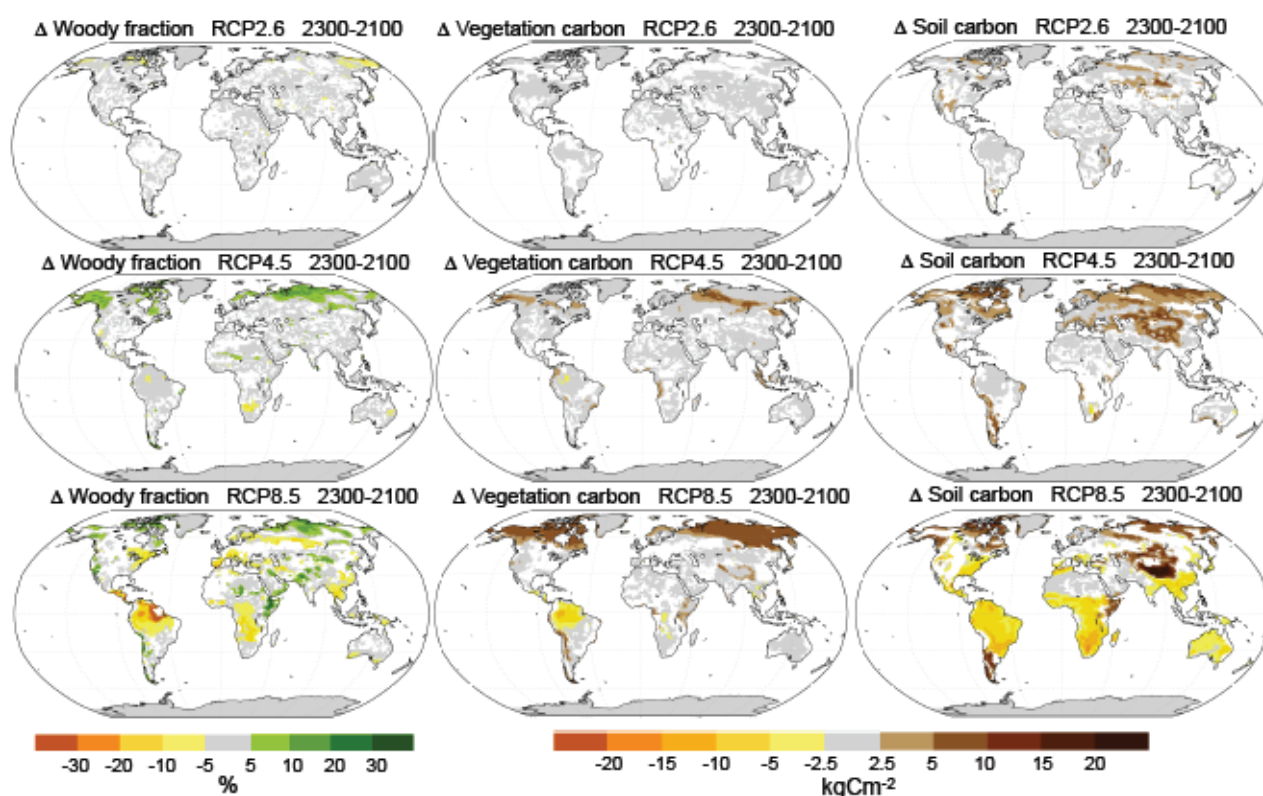 Δ Woody fraction RCP2.6 2300-2100
Δ Vegetation carbon RCP2.6 2300-2100
Δ Soil carbon RCP2.6 2300-2100
Δ Woody fraction RCP4.5 2300-2100
Δ Vegetation carbon RCP4.5 2300-2100
Δ Soil carbon RCP4.5 2300-2100
Δ Woody fraction RCP8.5 2300-2100
Δ Vegetation carbon RCP8.5 2300-2100
Δ Soil carbon RCP8.5 2300-2100
-30 -20 -10 -5 5 10 20 30
%
-20 -15 -10 -5 -2.5 2.5 5 10 15 20
kgCm-2